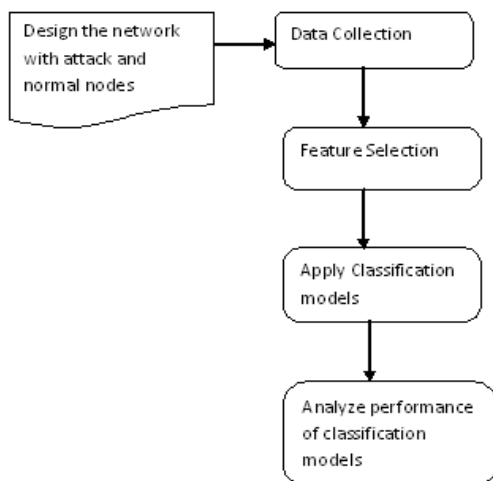 Design the network
with attack and
normal nodes
Data Collection
Feature Selection
Apply Classification
models
Analyze performance
of classification
models